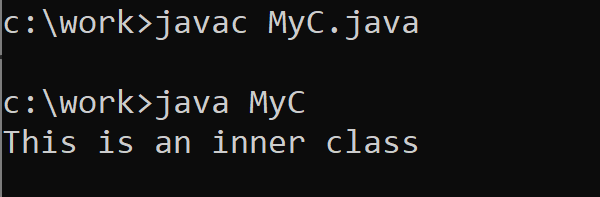 c:\work>javac MyC.java
c:\work>java MyC
This is an inner class